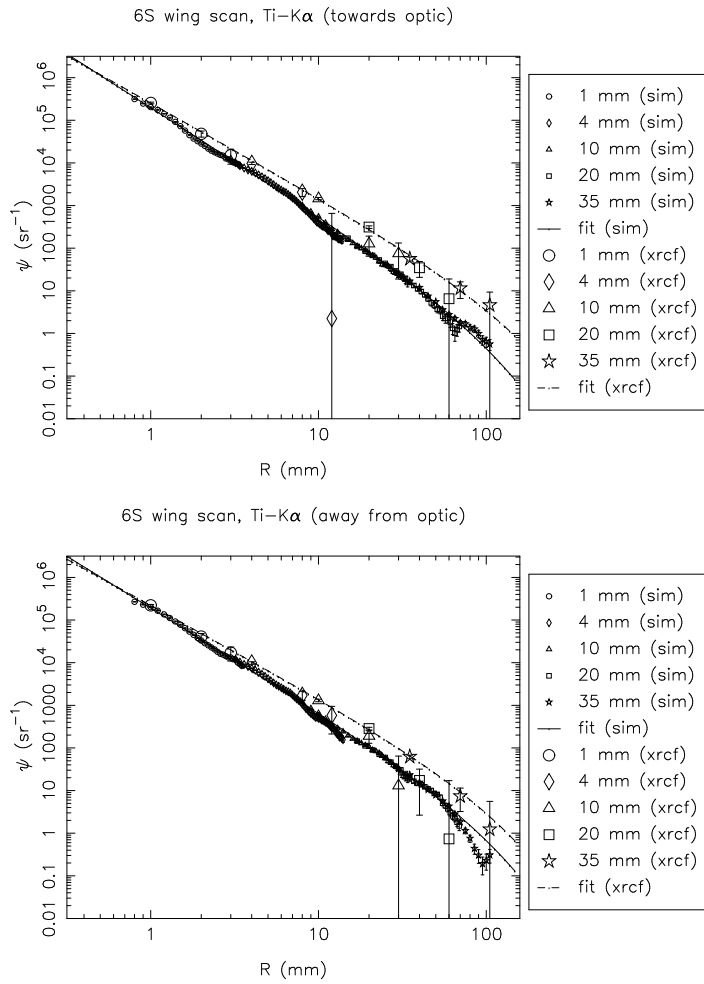 6S wing scan, Ti−Kα (towards optic)
10⁶
10⁵
10⁴
1000
100
10
1
0.1
0.01
ψ (sr⁻¹)
1
10
100
R (mm)
1 mm (sim)
4 mm (sim)
10 mm (sim)
20 mm (sim)
35 mm (sim)
fit (sim)
1 mm (xrcf)
4 mm (xrcf)
10 mm (xrcf)
20 mm (xrcf)
35 mm (xrcf)
fit (xrcf)
6S wing scan, Ti−Kα (away from optic)
10⁶
10⁵
10⁴
1000
100
10
1
0.1
0.01
ψ (sr⁻¹)
1
10
100
R (mm)
1 mm (sim)
4 mm (sim)
10 mm (sim)
20 mm (sim)
35 mm (sim)
fit (sim)
1 mm (xrcf)
4 mm (xrcf)
10 mm (xrcf)
20 mm (xrcf)
35 mm (xrcf)
fit (xrcf)